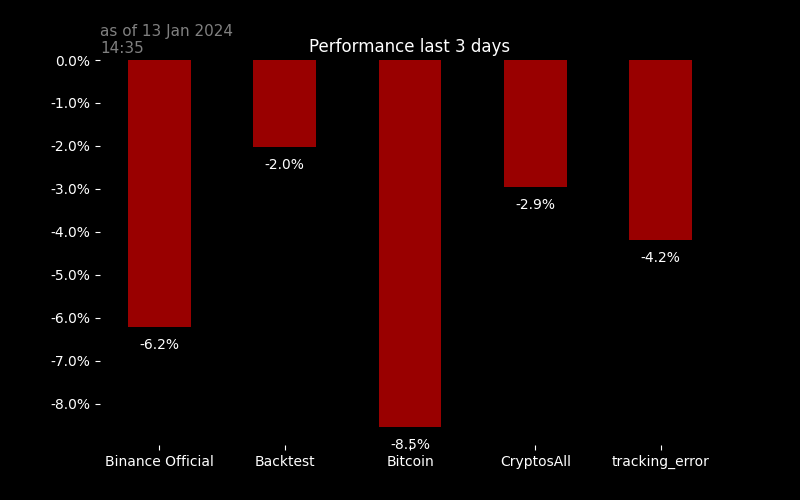 as of 13 Jan 2024
14:35
Performance last 3 days
0.0%
-1.0%
-2.0%
-3.0%
-4.0%
-5.0%
-6.0%
-7.0%
-8.0%
-6.2%
-2.0%
-8.5%
-2.9%
-4.2%
Binance Official
Backtest
Bitcoin
CryptosAll
tracking_error